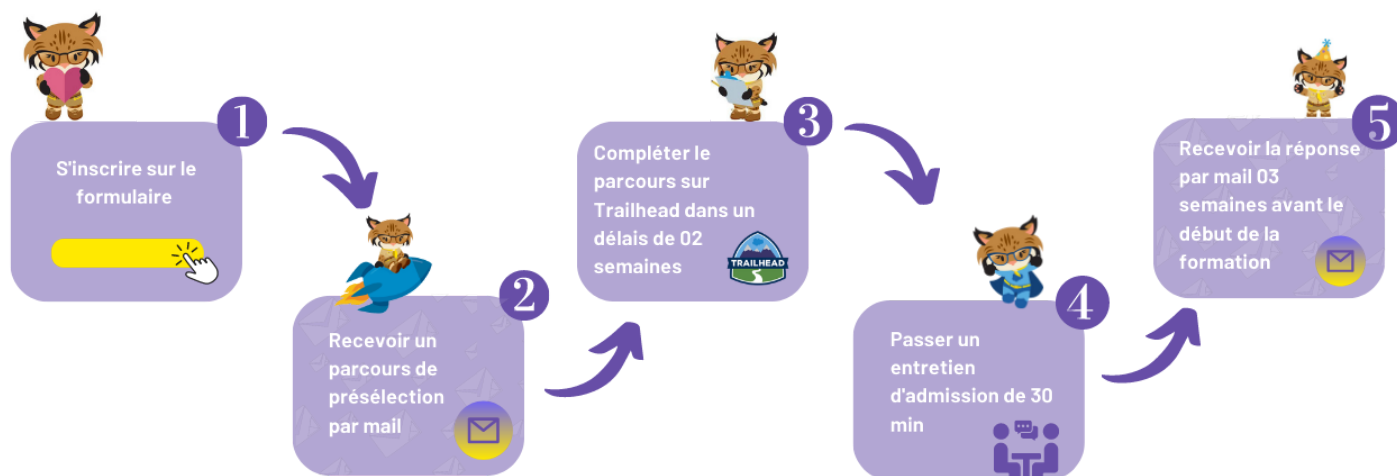 1
S'inscrire sur le
formulaire
2
Recevoir un
parcours de
présélection
par mail
3
Compléter le
parcours sur
Trailhead dans un
délais de 02
semaines
TRAILHEAD
4
Passer un
entretien
d'admission de 30
min
5
Recevoir la réponse
par mail 03
semaines avant le
début de la
formation